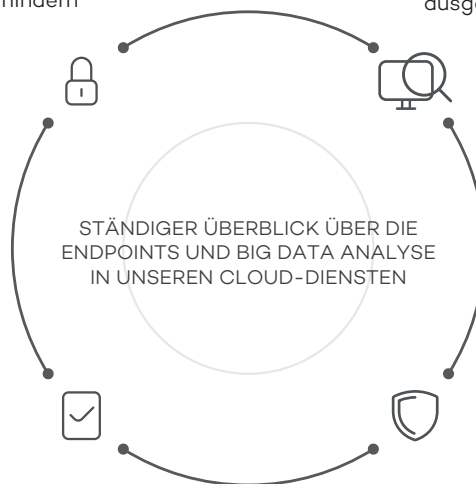 STÄNDIGER ÜBERBLICK ÜBER DIE
ENDPOINTS UND BIG DATA ANALYSE
IN UNSEREN CLOUD-DIENSTEN